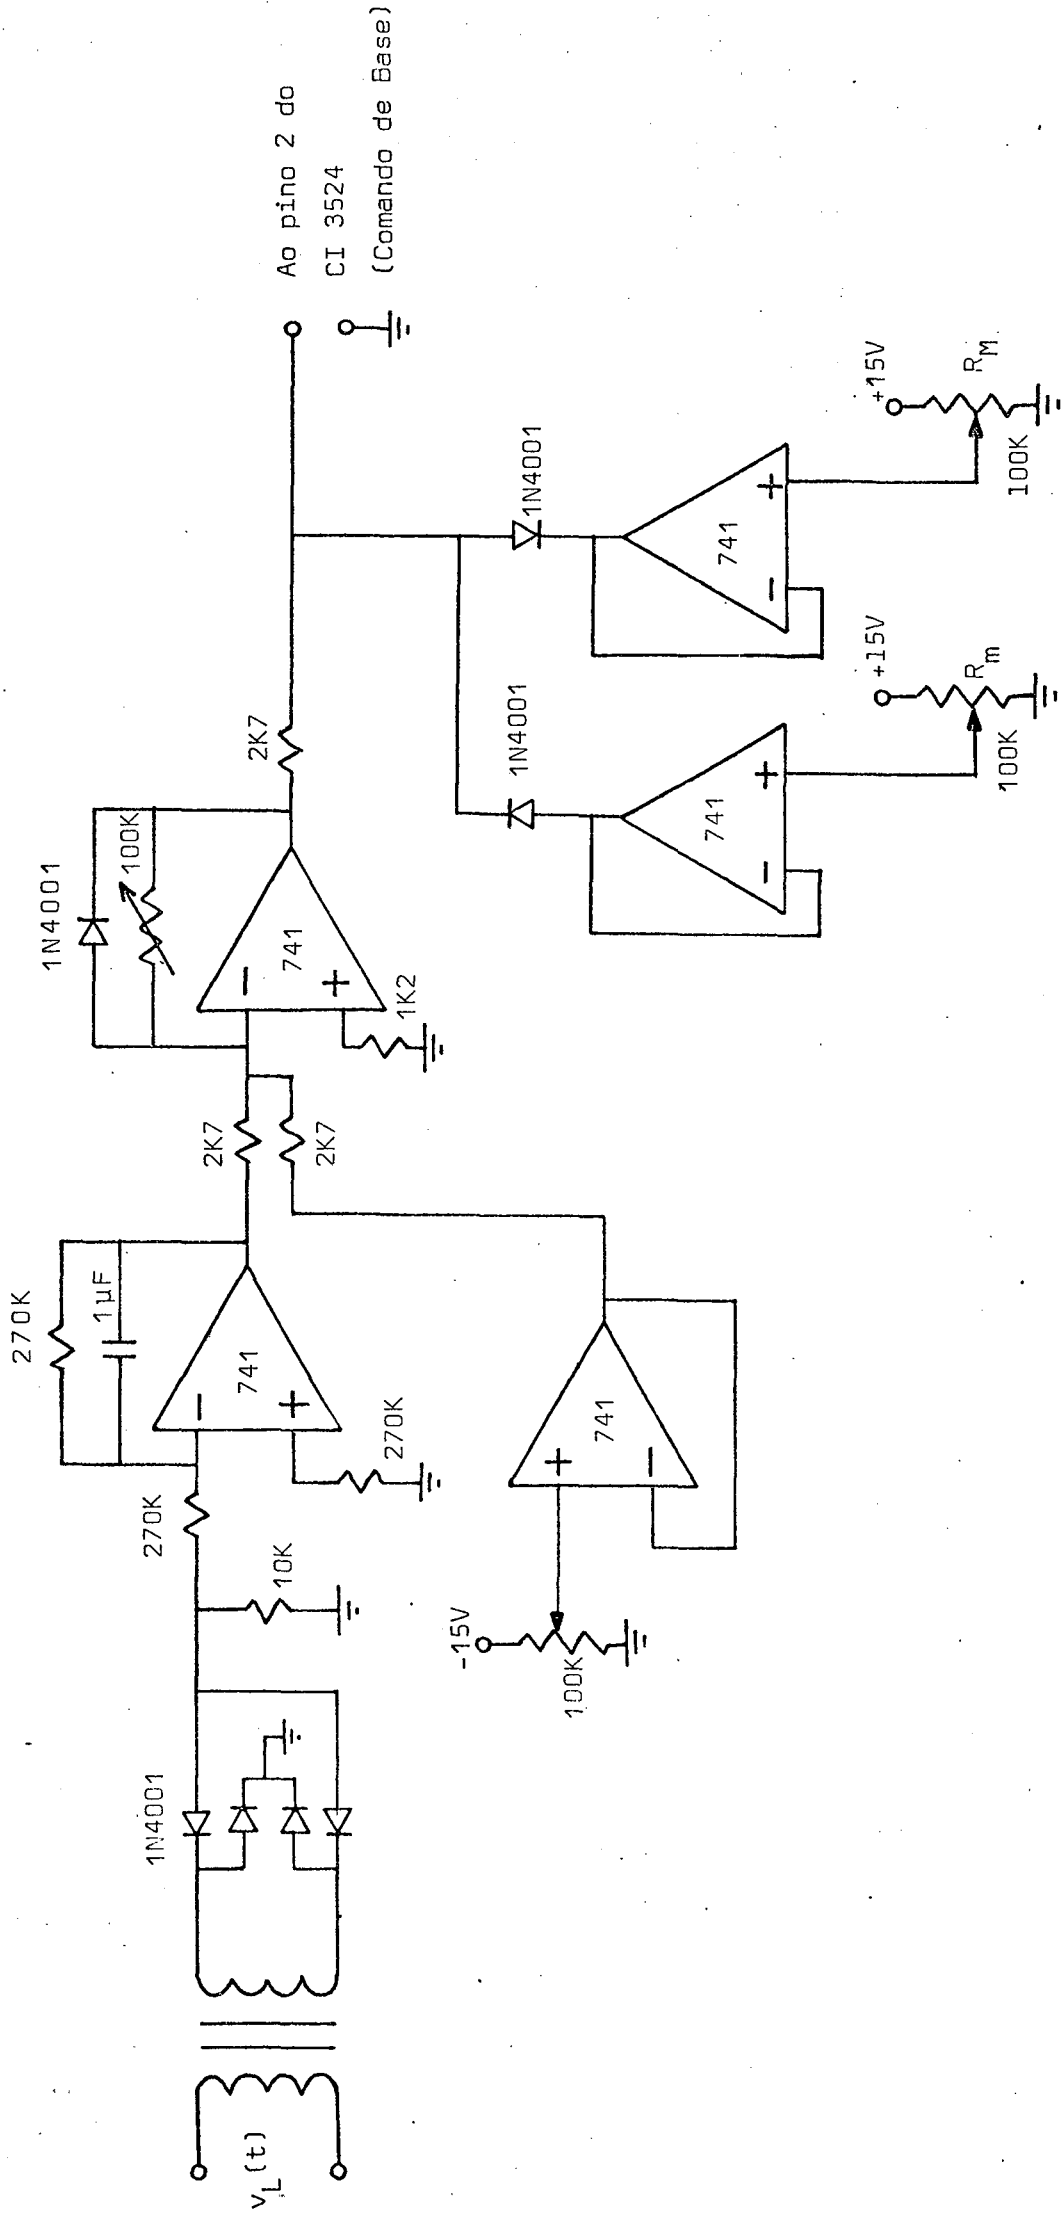 v_L(t)
1N4001
10K
270K
270K
1µF
741
270K
-15V
100K
741
2K7
2K7
1N4001
100K
741
1K2
2K7
1N4001
741
+15V
R_m
100K
1N4001
741
+15V
R_M
100K
Ao pino 2 do
CI 3524
(Comando de Base)